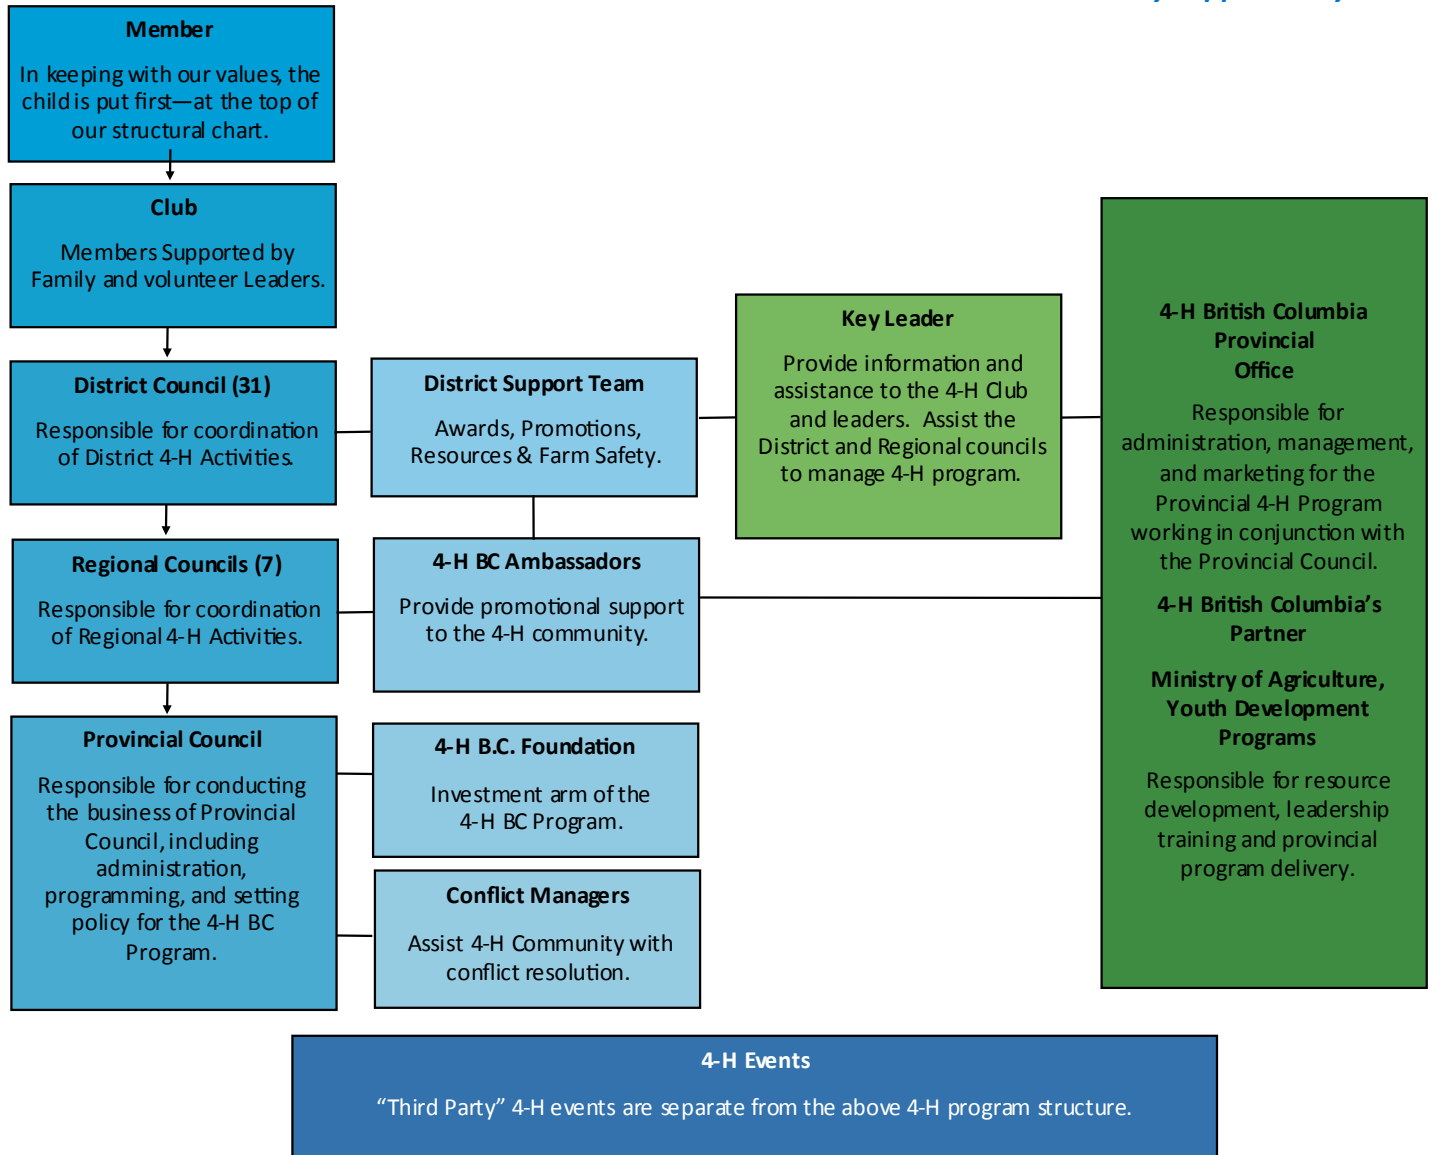 Member
In keeping with our values, the
child is put first—at the top of
our structural chart.
Club
Members Supported by
Family and volunteer Leaders.
District Council (31)
Responsible for coordination
of District 4-H Activities.
District Support Team
Awards, Promotions,
Resources & Farm Safety.
Key Leader
Provide information and
assistance to the 4-H Club
and leaders. Assist the
District and Regional councils
to manage 4-H program.
4-H British Columbia
Provincial
Office
Responsible for
administration, management,
and marketing for the
Provincial 4-H Program
working in conjunction with
the Provincial Council.
4-H British Columbia’s
Partner
Ministry of Agriculture,
Youth Development
Programs
Responsible for resource
development, leadership
training and provincial
program delivery.
Regional Councils (7)
Responsible for coordination
of Regional 4-H Activities.
4-H BC Ambassadors
Provide promotional support
to the 4-H community.
Provincial Council
Responsible for conducting
the business of Provincial
Council, including
administration,
programming, and setting
policy for the 4-H BC
Program.
4-H B.C. Foundation
Investment arm of the
4-H BC Program.
Conflict Managers
Assist 4-H Community with
conflict resolution.
4-H Events
“Third Party” 4-H events are separate from the above 4-H program structure.